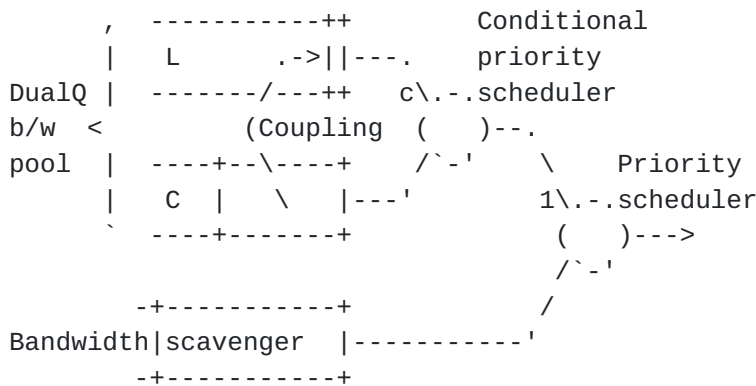 ,  -----------++        Conditional
      |   L      .->||---.    priority
DualQ |  -------/---++   c\.-.scheduler
b/w  <         (Coupling  (   )--.
pool  |  ----+--\----+    /`-'    \    Priority
      |   C  |   \   |---'        1\.-.scheduler
      `  ----+-------+             (   )--->
                                   /`-'
        -+-----------+            /
Bandwidth|scavenger  |-----------'
        -+-----------+